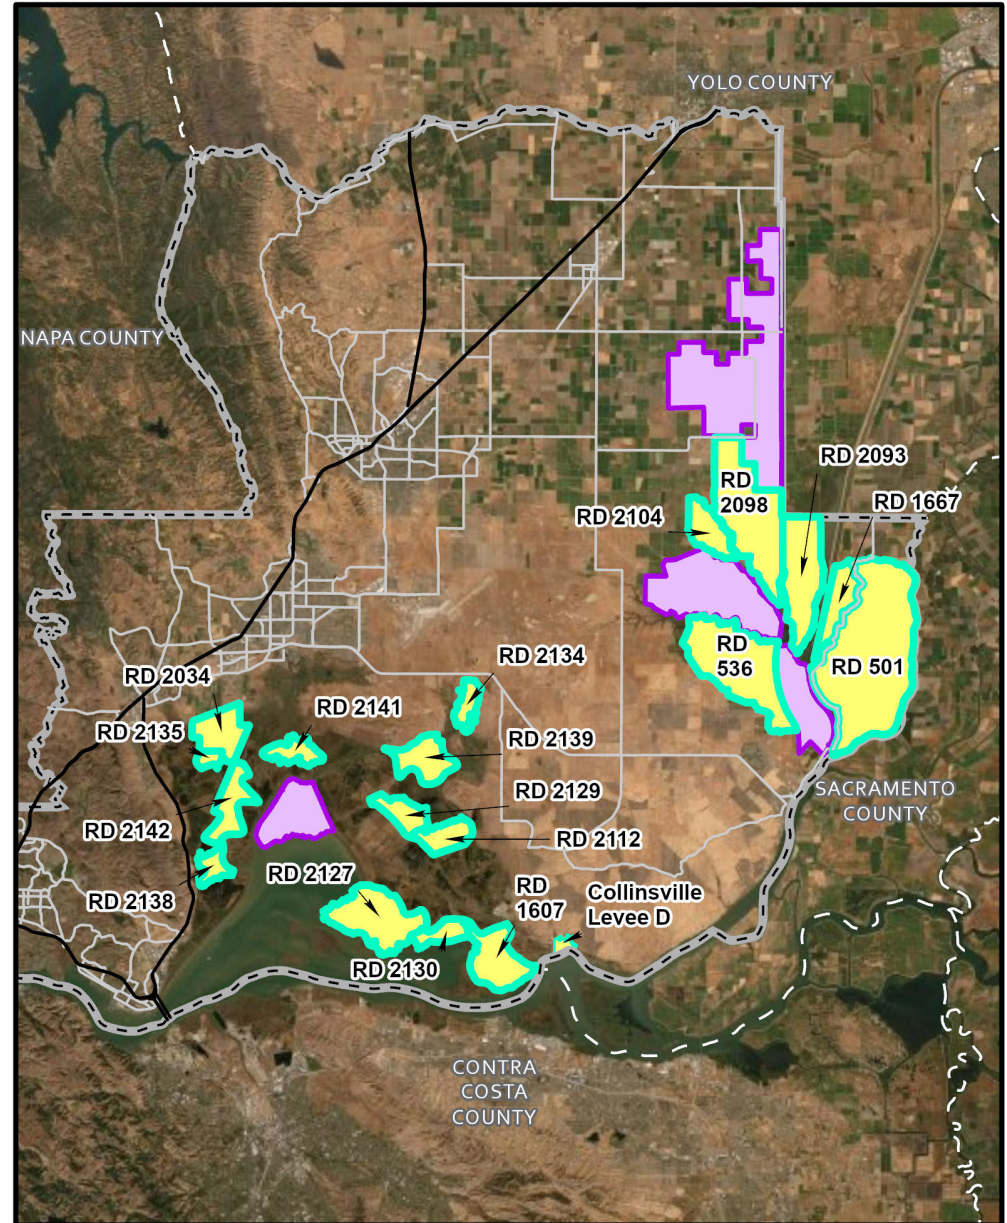 YOLO COUNTY
NAPA COUNTY
RD 2093
RD
2098
RD 1667
RD 2104
RD
536
RD 501
RD 2134
RD 2034
RD 2141
RD 2135
RD 2139
RD 2129
SACRAMENTO
COUNTY
RD 2142
RD 2112
RD 2127
RD
1607
Collinsville
Levee D
RD 2138
RD 2130
CONTRA
COSTA
COUNTY